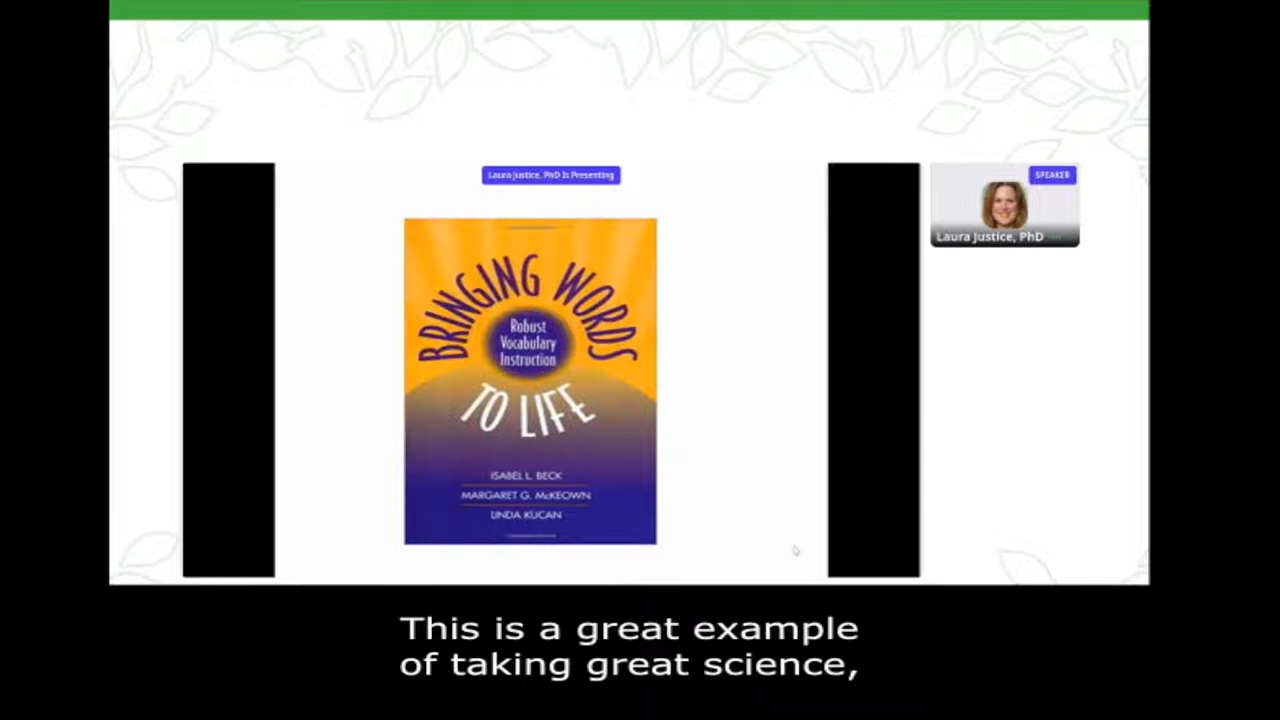 Laura Justice, PhD Is Presenting
SPEAKER
Laura Justice, PhD
BRINGING WORDS
Robust
Vocabulary
Instruction
TO LIFE
ISABEL L. BECK
MARGARET G. McKEOWN
LINDA KUCAN
This is a great example
of taking great science,